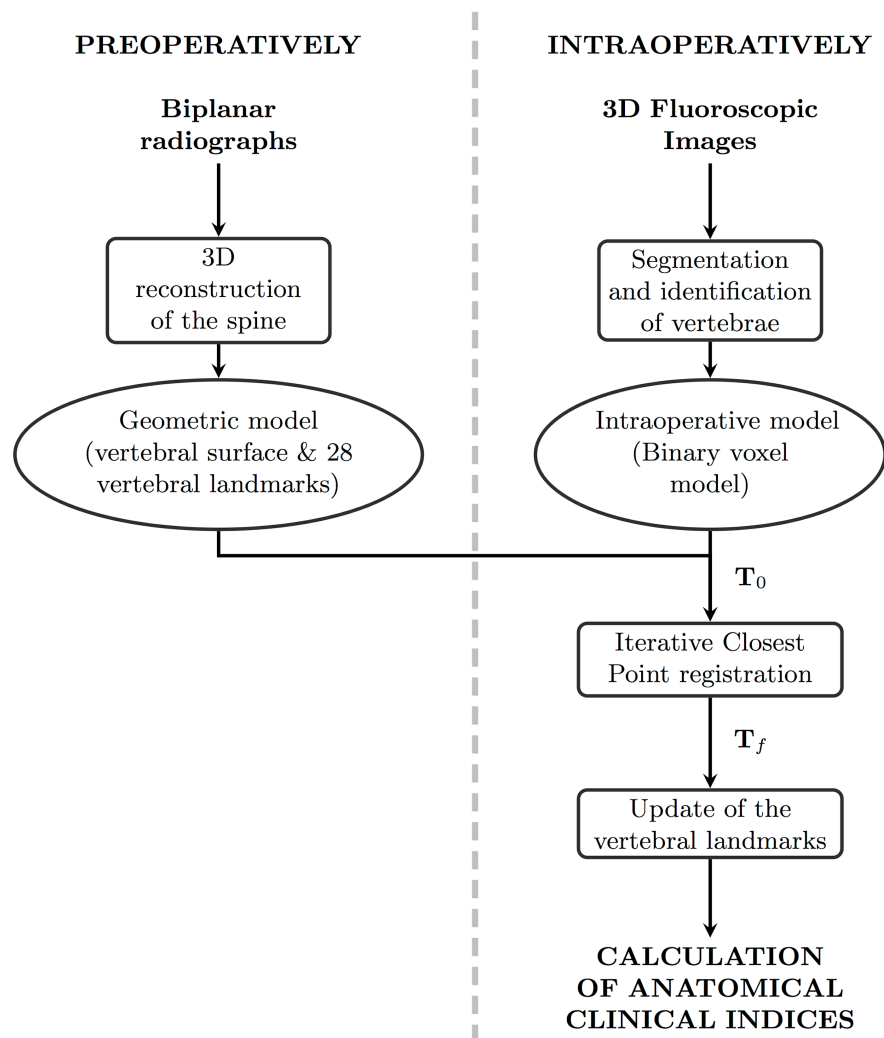 PREOPERATIVELY
Biplanar
radiographs
3D
reconstruction
of the spine
Geometric model
(vertebral surface & 28
vertebral landmarks)
INTRAOPERATIVELY
3D Fluoroscopic
Images
Segmentation
and identification
of vertebrae
Intraoperative model
(Binary voxel
model)
T₀
Iterative Closest
Point registration
T_f
Update of the
vertebral landmarks
CALCULATION
OF ANATOMICAL
CLINICAL INDICES